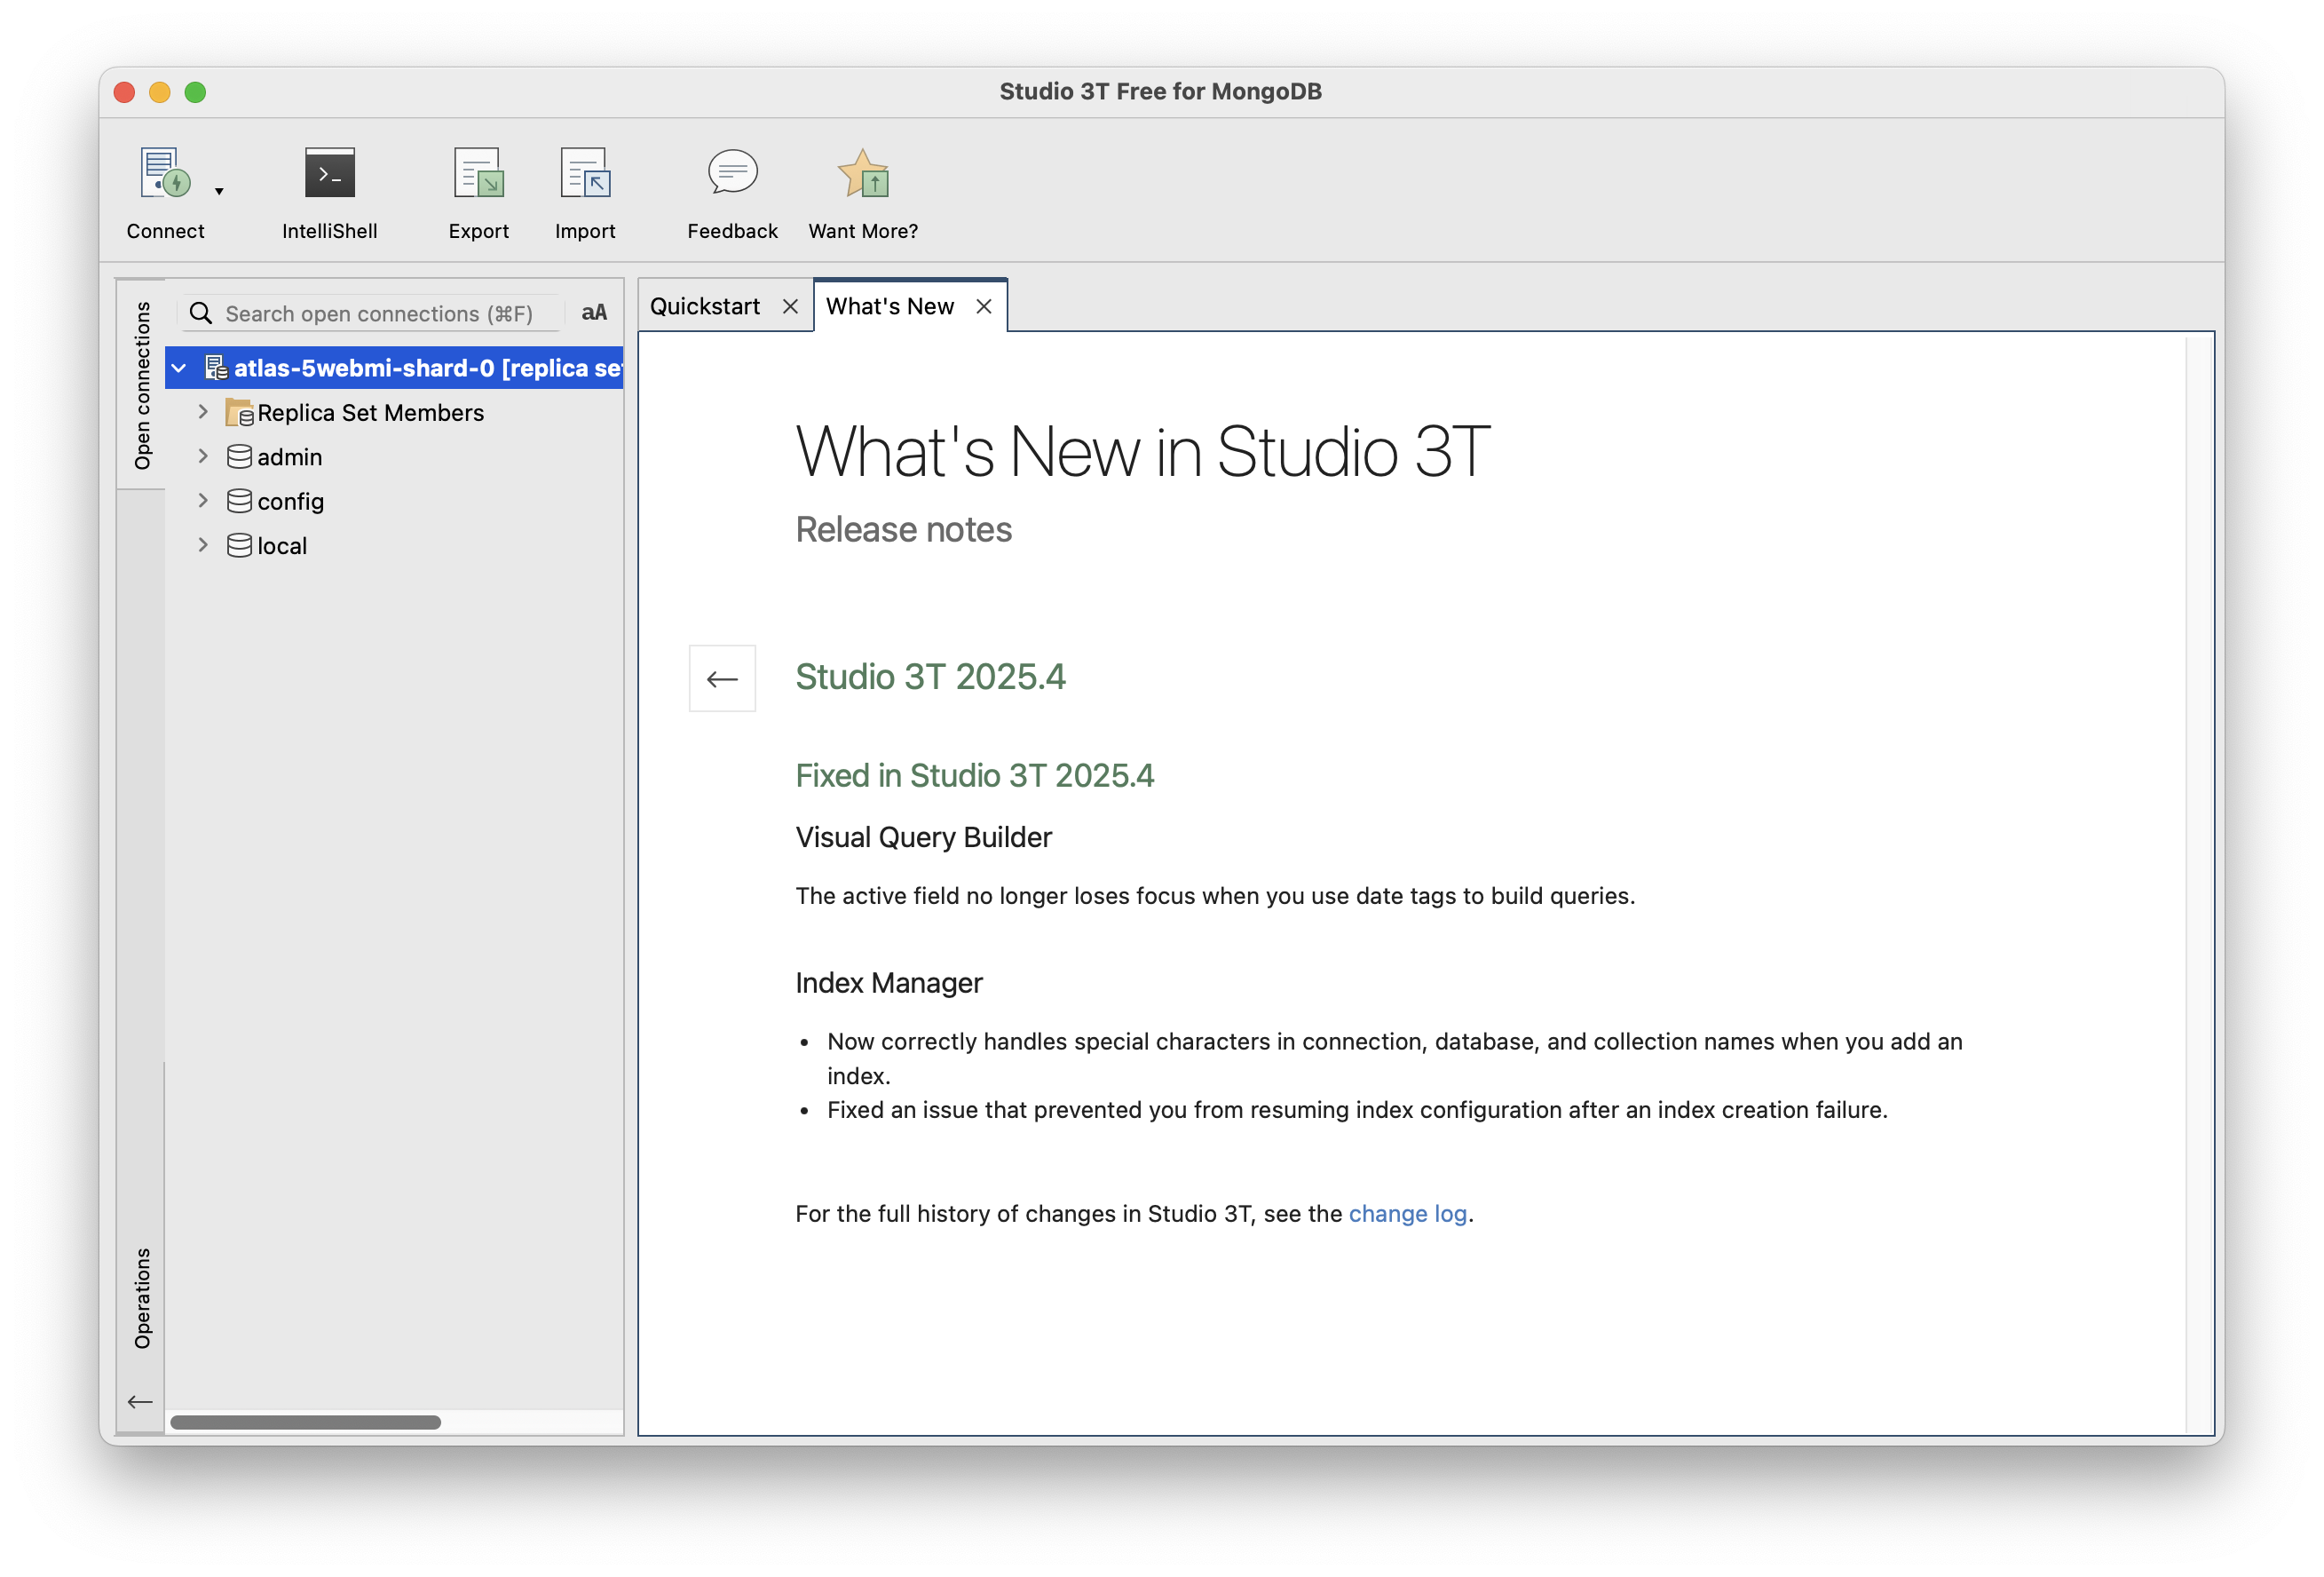 Studio 3T Free for MongoDB
Connect
IntelliShell
Export
Import
Feedback
Want More?
Open connections
Search open connections (⌘F)
aA
atlas-5webmi-shard-0 [replica se
Replica Set Members
admin
config
local
Operations
Quickstart
What's New
What's New in Studio 3T
Release notes
Studio 3T 2025.4
Fixed in Studio 3T 2025.4
Visual Query Builder
The active field no longer loses focus when you use date tags to build queries.
Index Manager
• Now correctly handles special characters in connection, database, and collection names when you add an
index.
• Fixed an issue that prevented you from resuming index configuration after an index creation failure.
For the full history of changes in Studio 3T, see the change log.